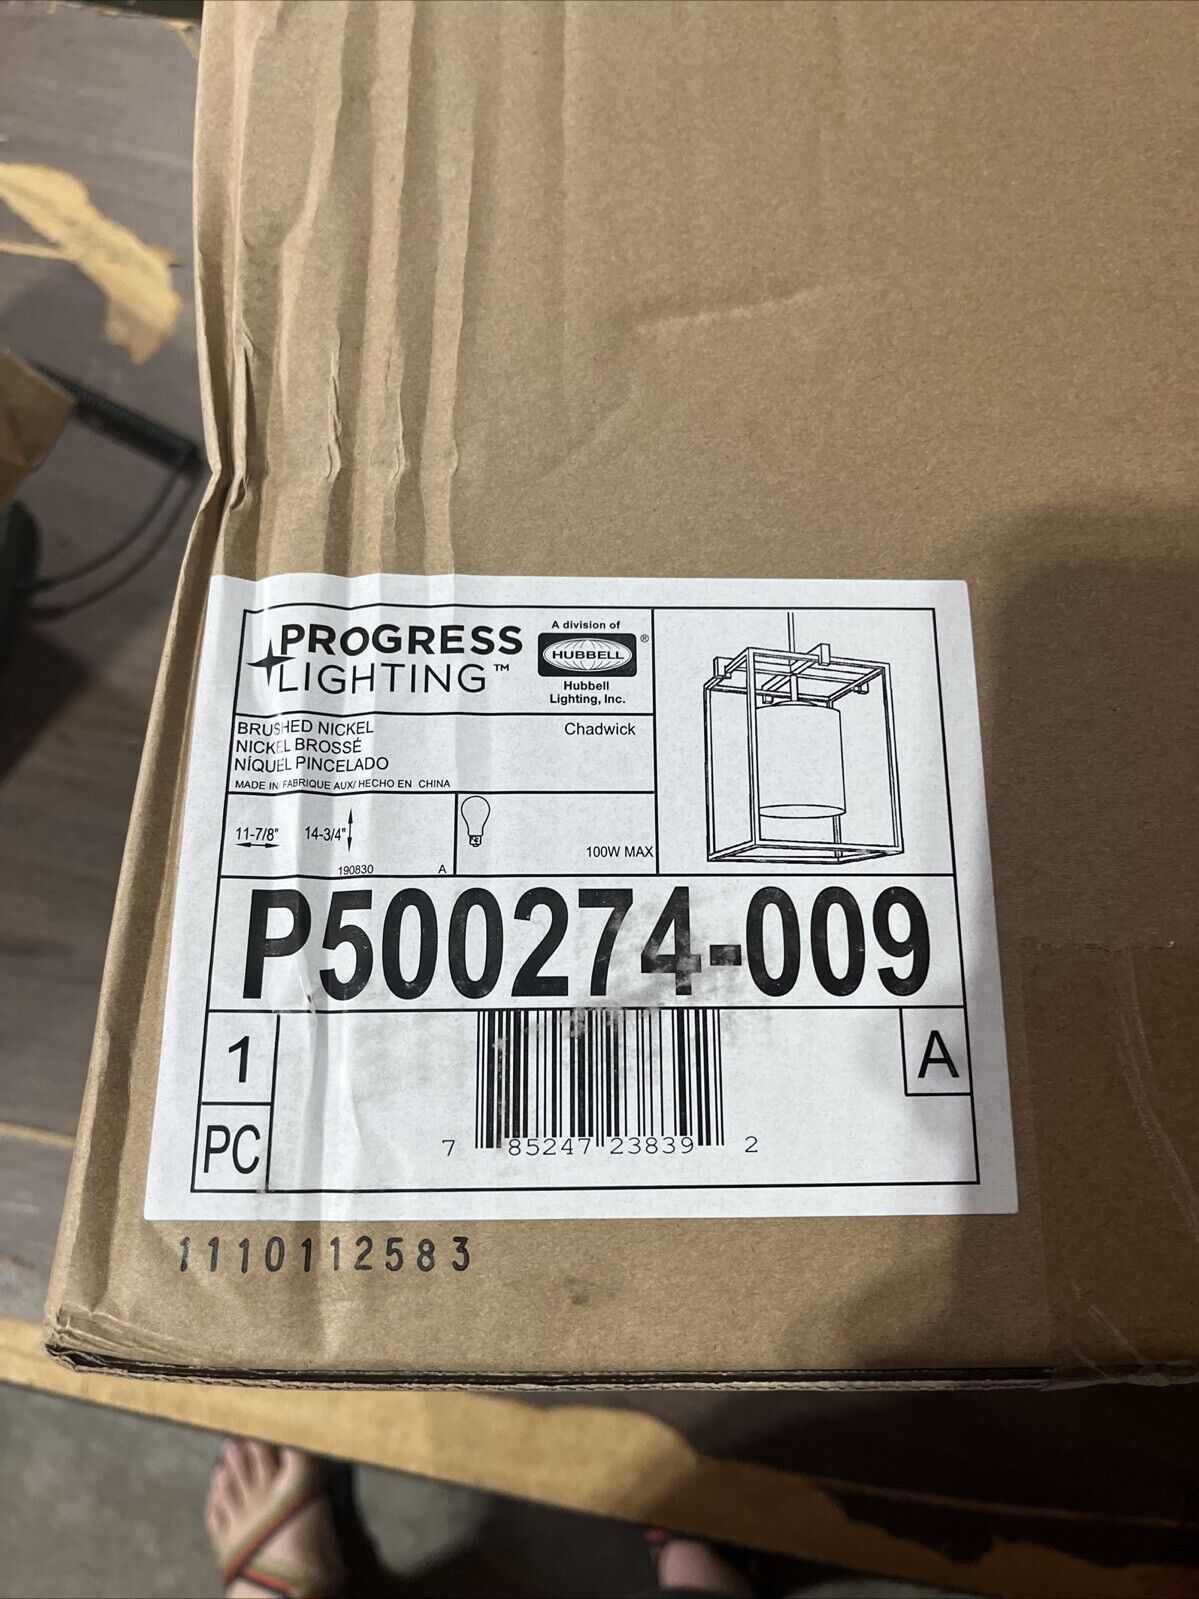 PROGRESS
LIGHTING™
A division of
HUBBELL®
Hubbell
Lighting, Inc.
BRUSHED NICKEL
NICKEL BROSSÉ
NÍQUEL PINCELADO
MADE IN/ FABRIQUE AUX/ HECHO EN CHINA
Chadwick
11-7/8"
14-3/4"
190830 A
100W MAX
P500274-009
1
PC
A
7 85247 23839 2
1110112583